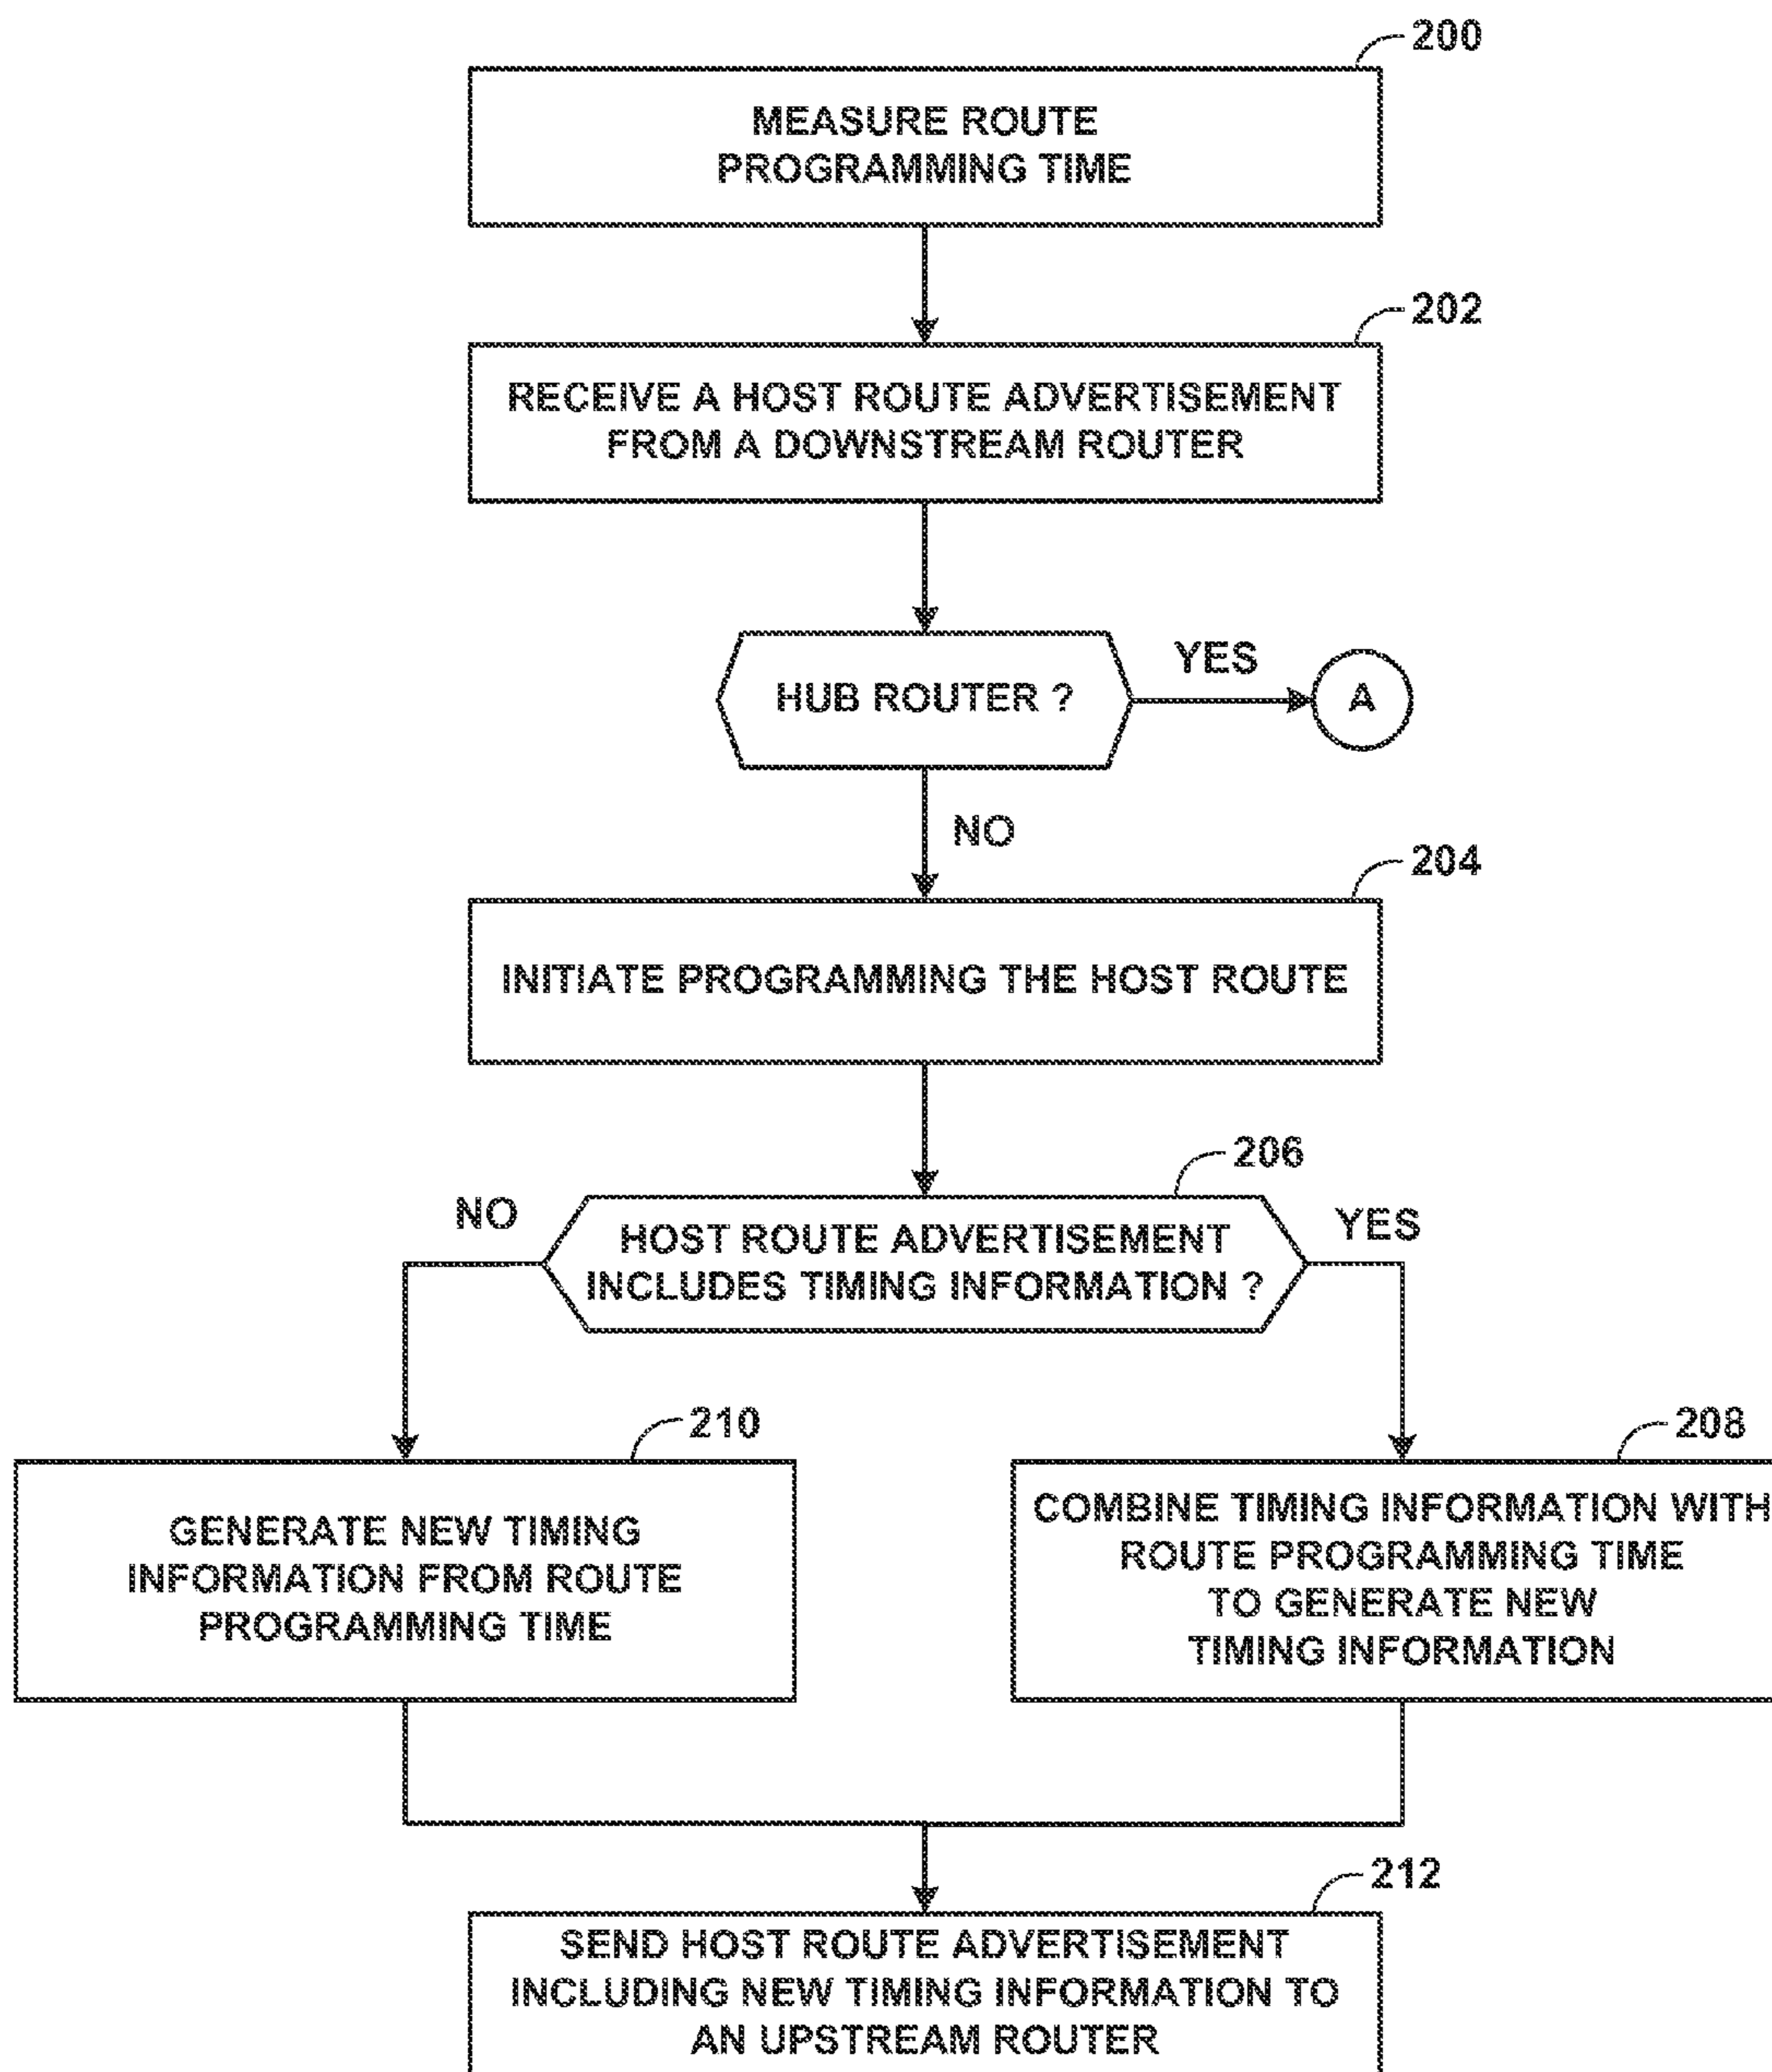 200
MEASURE ROUTE
PROGRAMMING TIME
202
RECEIVE A HOST ROUTE ADVERTISEMENT
FROM A DOWNSTREAM ROUTER
HUB ROUTER ?
YES
A
NO
204
INITIATE PROGRAMMING THE HOST ROUTE
206
NO
HOST ROUTE ADVERTISEMENT
INCLUDES TIMING INFORMATION ?
YES
210
GENERATE NEW TIMING
INFORMATION FROM ROUTE
PROGRAMMING TIME
208
COMBINE TIMING INFORMATION WITH
ROUTE PROGRAMMING TIME
TO GENERATE NEW
TIMING INFORMATION
212
SEND HOST ROUTE ADVERTISEMENT
INCLUDING NEW TIMING INFORMATION TO
AN UPSTREAM ROUTER